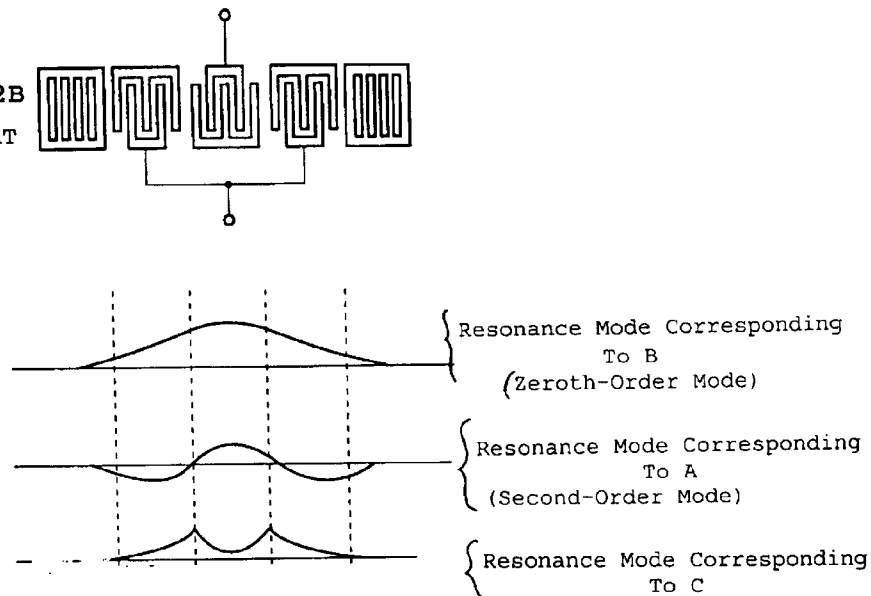 2B
Resonance Mode Corresponding
To B
(Zeroth-Order Mode)
Resonance Mode Corresponding
To A
(Second-Order Mode)
Resonance Mode Corresponding
To C